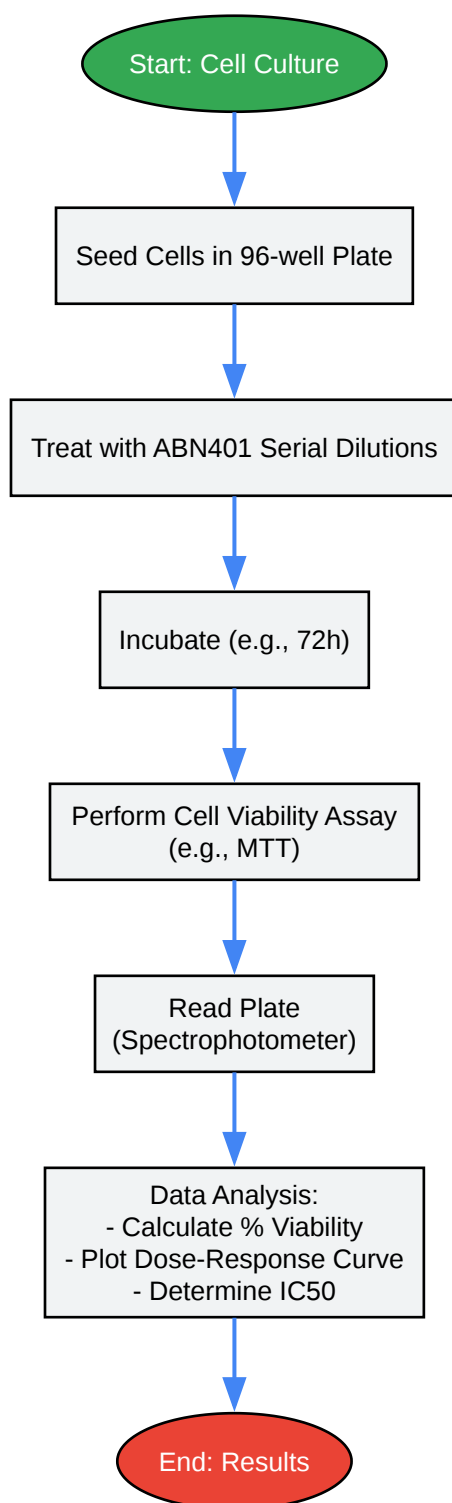 Start: Cell Culture
Seed Cells in 96-well Plate
Treat with ABN401 Serial Dilutions
Incubate (e.g., 72h)
Perform Cell Viability Assay
(e.g., MTT)
Read Plate
(Spectrophotometer)
Data Analysis:
- Calculate % Viability
- Plot Dose-Response Curve
- Determine IC50
End: Results